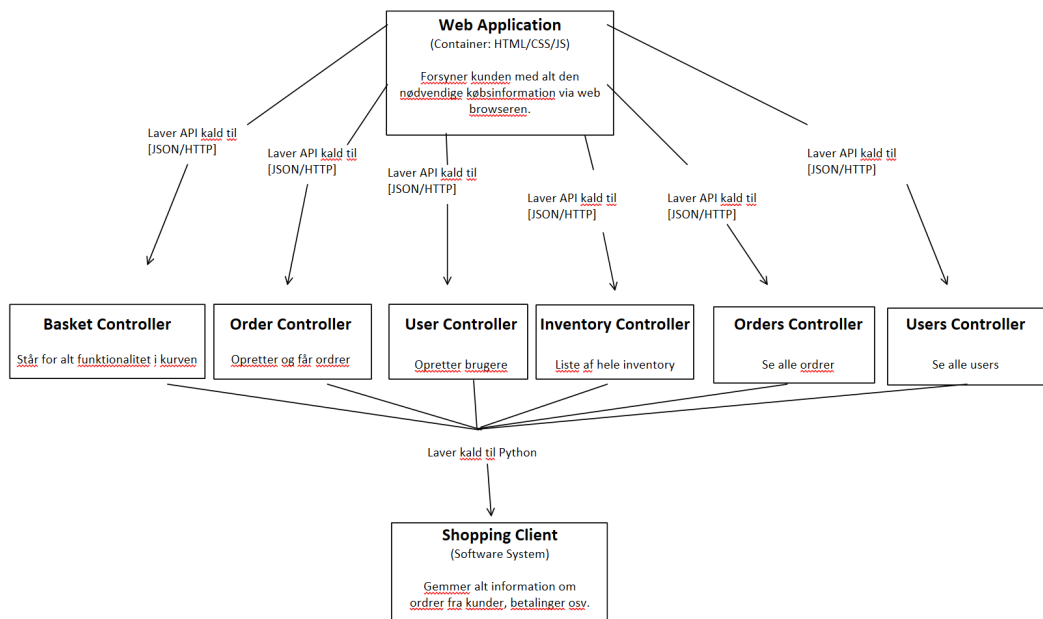 Web Application
(Container: HTML/CSS/JS)
Forsyner kunden med alt den
nødvendige købsinformation via web
browseren.
Laver API kald til
[JSON/HTTP]
Laver API kald til
[JSON/HTTP]
Laver API kald til
[JSON/HTTP]
Laver API kald til
[JSON/HTTP]
Laver API kald til
[JSON/HTTP]
Laver API kald til
[JSON/HTTP]
Basket Controller
Står for alt funktionalitet i kurven
Order Controller
Opretter og får ordrer
User Controller
Opretter brugere
Inventory Controller
Liste af hele inventory
Orders Controller
Se alle ordrer
Users Controller
Se alle users
Laver kald til Python
Shopping Client
(Software System)
Gemmer alt information om
ordrer fra kunder, betalinger osv.